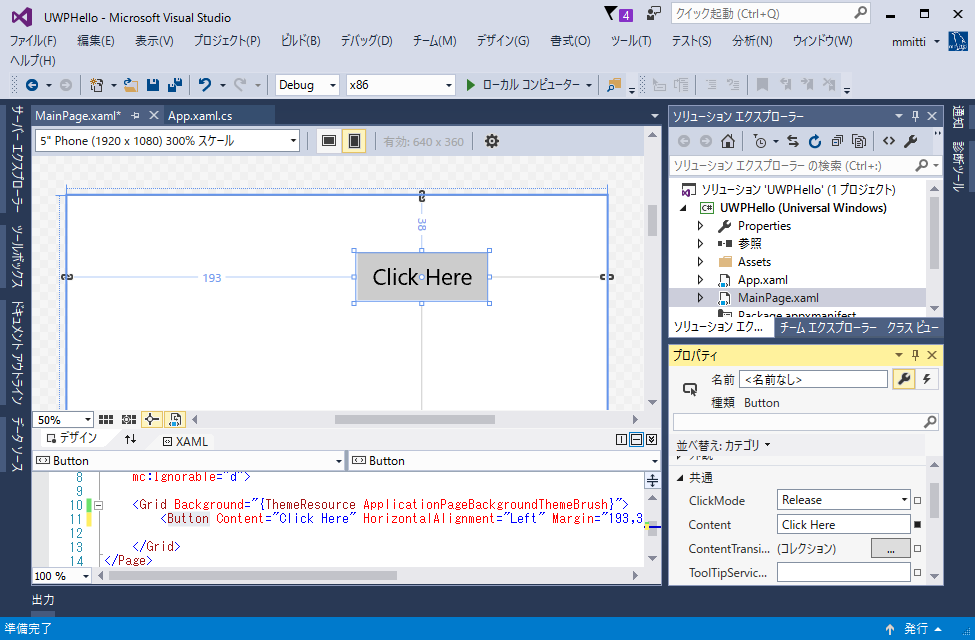 UWPHello - Microsoft Visual Studio
4
クイック起動 (Ctrl+Q)
ファイル(F) 編集(E) 表示(V) プロジェクト(P) ビルド(B) デバッグ(D) チーム(M) デザイン(G) 書式(O) ツール(T) テスト(S) 分析(N) ウィンドウ(W) mmitti
ヘルプ(H)
Debug x86 ローカル コンピューター
サーバー エクスプローラー
ツールボックス
ドキュメント アウトライン
データ ソース
MainPage.xaml* App.xaml.cs
5" Phone (1920 x 1080) 300% スケール 有効: 640 x 360
38
193
Click Here
50%
デザイン XAML
Button Button
8 mc:Ignorable="d">
9
10 <Grid Background="{ThemeResource ApplicationPageBackgroundThemeBrush}">
11 <Button Content="Click Here" HorizontalAlignment="Left" Margin="193,3
12
13 </Grid>
14 </Page>
100 %
ソリューション エクスプローラー
ソリューション エクスプローラー の検索 (Ctrl+:)
ソリューション 'UWPHello' (1 プロジェクト)
C# UWPHello (Universal Windows)
Properties
参照
Assets
App.xaml
MainPage.xaml
Package.appxmanifest
ソリューション エク... チーム エクスプローラー クラス ビュー
プロパティ
名前 <名前なし>
種類 Button
並べ替え: カテゴリ
外観
共通
ClickMode Release
Content Click Here
ContentTransi... (コレクション) ...
ToolTipServic...
通知
診断ツール
出力
準備完了 発行